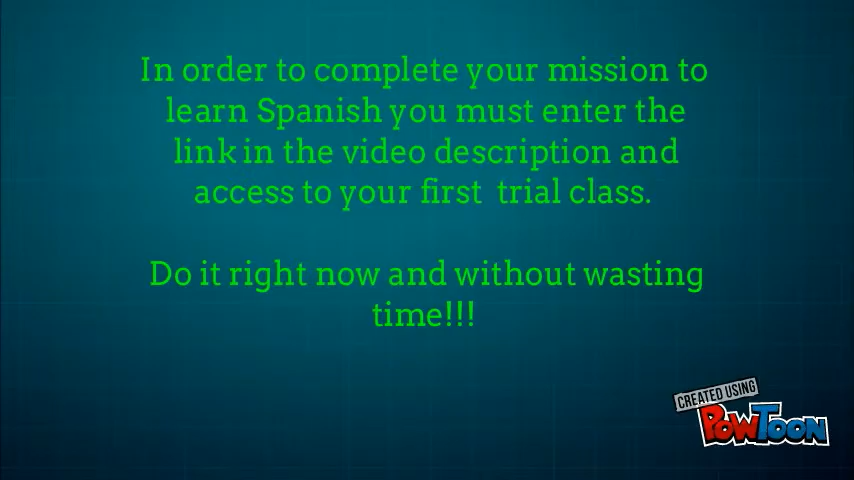 In order to complete your mission to
learn Spanish you must enter the
link in the video description and
access to your first trial class.
Do it right now and without wasting
time!!!
CREATED USING
POWTOON